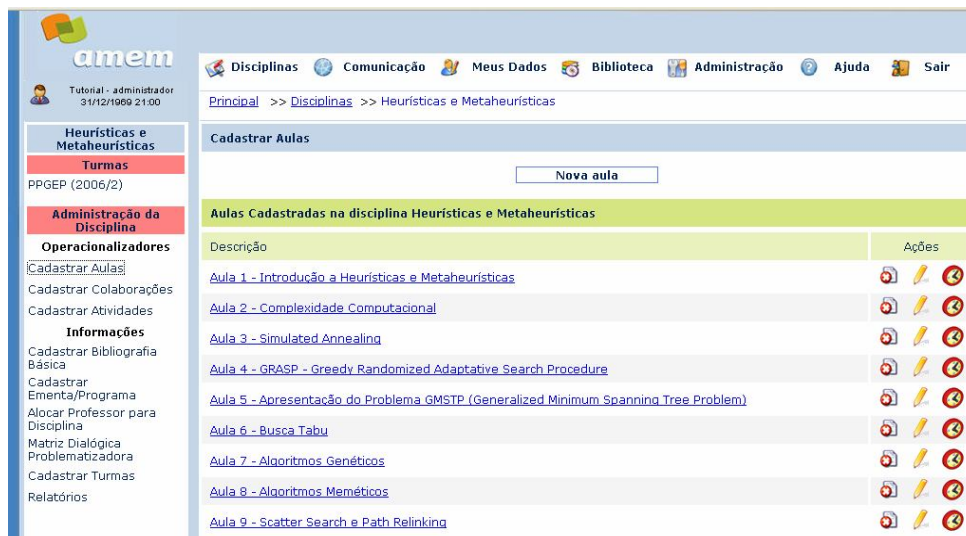 amem
Disciplinas Comunicação Meus Dados Biblioteca Administração Ajuda Sair
Tutorial - administrador
31/12/1969 21:00
Principal >> Disciplinas >> Heurísticas e Metaheurísticas
Heurísticas e
Metaheurísticas
Turmas
PPGEP (2006/2)
Administração da
Disciplina
Operacionalizadores
Cadastrar Aulas
Cadastrar Colaborações
Cadastrar Atividades
Informações
Cadastrar Bibliografia
Básica
Cadastrar
Ementa/Programa
Alocar Professor para
Disciplina
Matriz Dialógica
Problematizadora
Cadastrar Turmas
Relatórios
Cadastrar Aulas
Nova aula
Aulas Cadastradas na disciplina Heurísticas e Metaheurísticas
Descrição Ações
Aula 1 - Introdução a Heurísticas e Metaheurísticas
Aula 2 - Complexidade Computacional
Aula 3 - Simulated Annealing
Aula 4 - GRASP - Greedy Randomized Adaptative Search Procedure
Aula 5 - Apresentação do Problema GMSTP (Generalized Minimum Spanning Tree Problem)
Aula 6 - Busca Tabu
Aula 7 - Algoritmos Genéticos
Aula 8 - Algoritmos Meméticos
Aula 9 - Scatter Search e Path Relinking